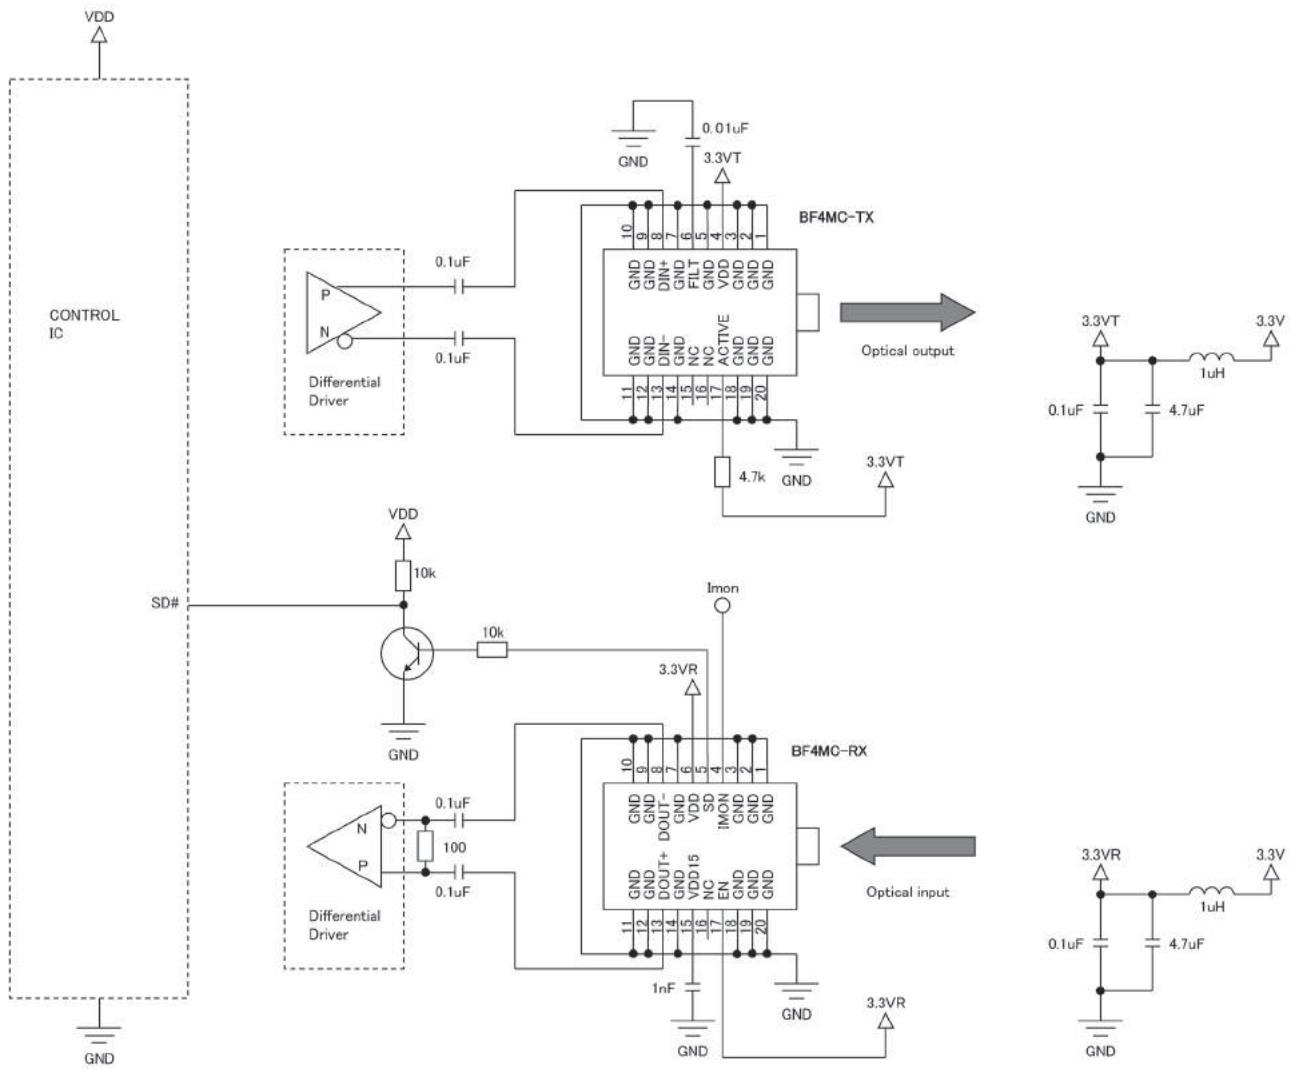 VDD
CONTROL
IC
SD#
GND
0.01uF
GND
3.3VT
BF4MC-TX
10
9
8
7
6
5
4
3
2
1
GND
GND
DIN+
GND
FILT
GND
VDD
GND
GND
GND
GND
GND
DIN-
GND
NC
NC
ACTIVE
GND
GND
GND
11
12
13
14
15
16
17
18
19
20
0.1uF
P
N
0.1uF
Differential
Driver
Optical output
GND
4.7k
3.3VT
3.3VT
3.3V
1uH
0.1uF
4.7uF
GND
VDD
10k
10k
GND
Imon
3.3VR
BF4MC-RX
10
9
8
7
6
5
4
3
2
1
GND
GND
DOUT-
GND
VDD
SD
IMON
GND
GND
GND
GND
GND
DOUT+
GND
VDD15
NC
EN
GND
GND
GND
11
12
13
14
15
16
17
18
19
20
0.1uF
N
100
P
0.1uF
Differential
Driver
Optical input
1nF
GND
GND
3.3VR
3.3VR
3.3V
1uH
0.1uF
4.7uF
GND